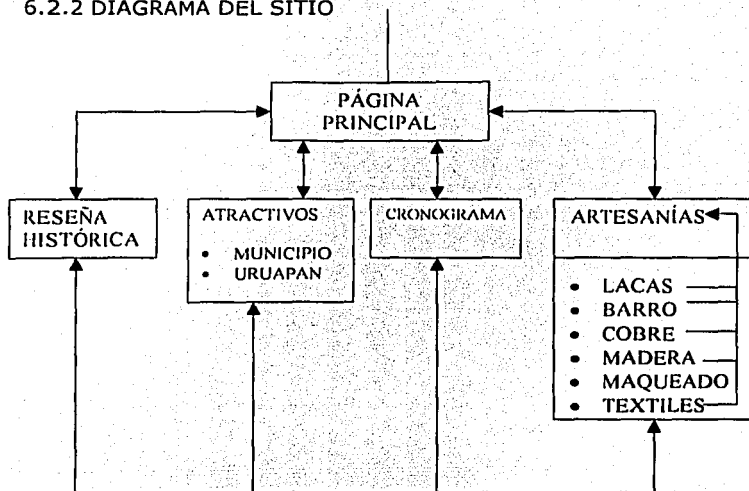 6.2.2 DIAGRAMA DEL SITIO
PÁGINA
PRINCIPAL
RESEÑA
HISTÓRICA
ATRACTIVOS
• MUNICIPIO
• URUAPAN
CRONOGRAMA
ARTESANÍAS
• LACAS
• BARRO
• COBRE
• MADERA
• MAQUEADO
• TEXTILES